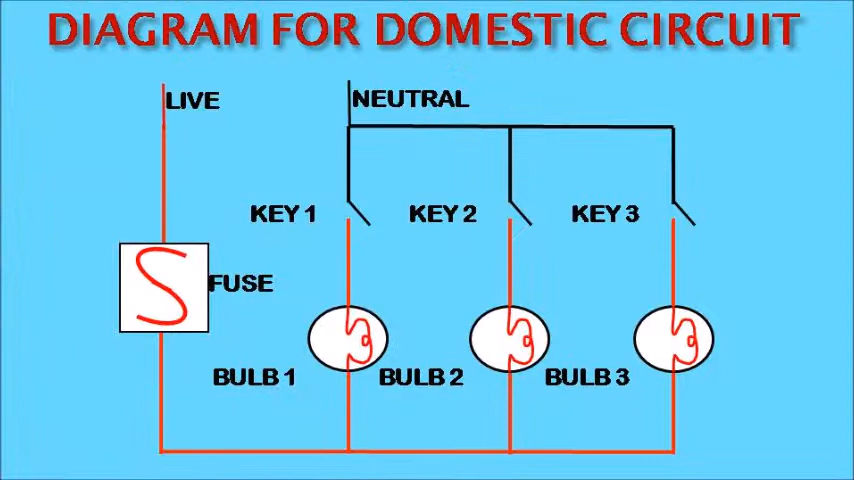 DIAGRAM FOR DOMESTIC CIRCUIT
LIVE
NEUTRAL
KEY 1
KEY 2
KEY 3
FUSE
BULB 1
BULB 2
BULB 3